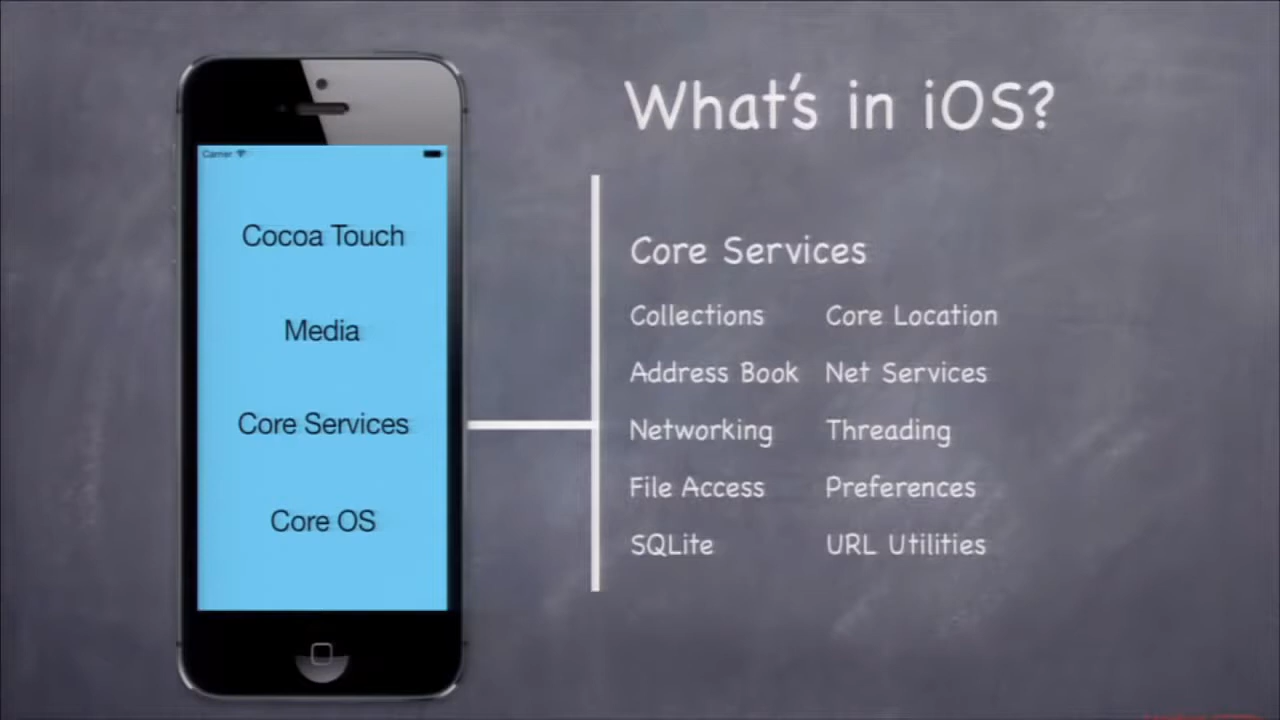 What's in iOS?
Carrier
Cocoa Touch
Media
Core Services
Core OS
Core Services
Collections Core Location
Address Book Net Services
Networking Threading
File Access Preferences
SQLite URL Utilities